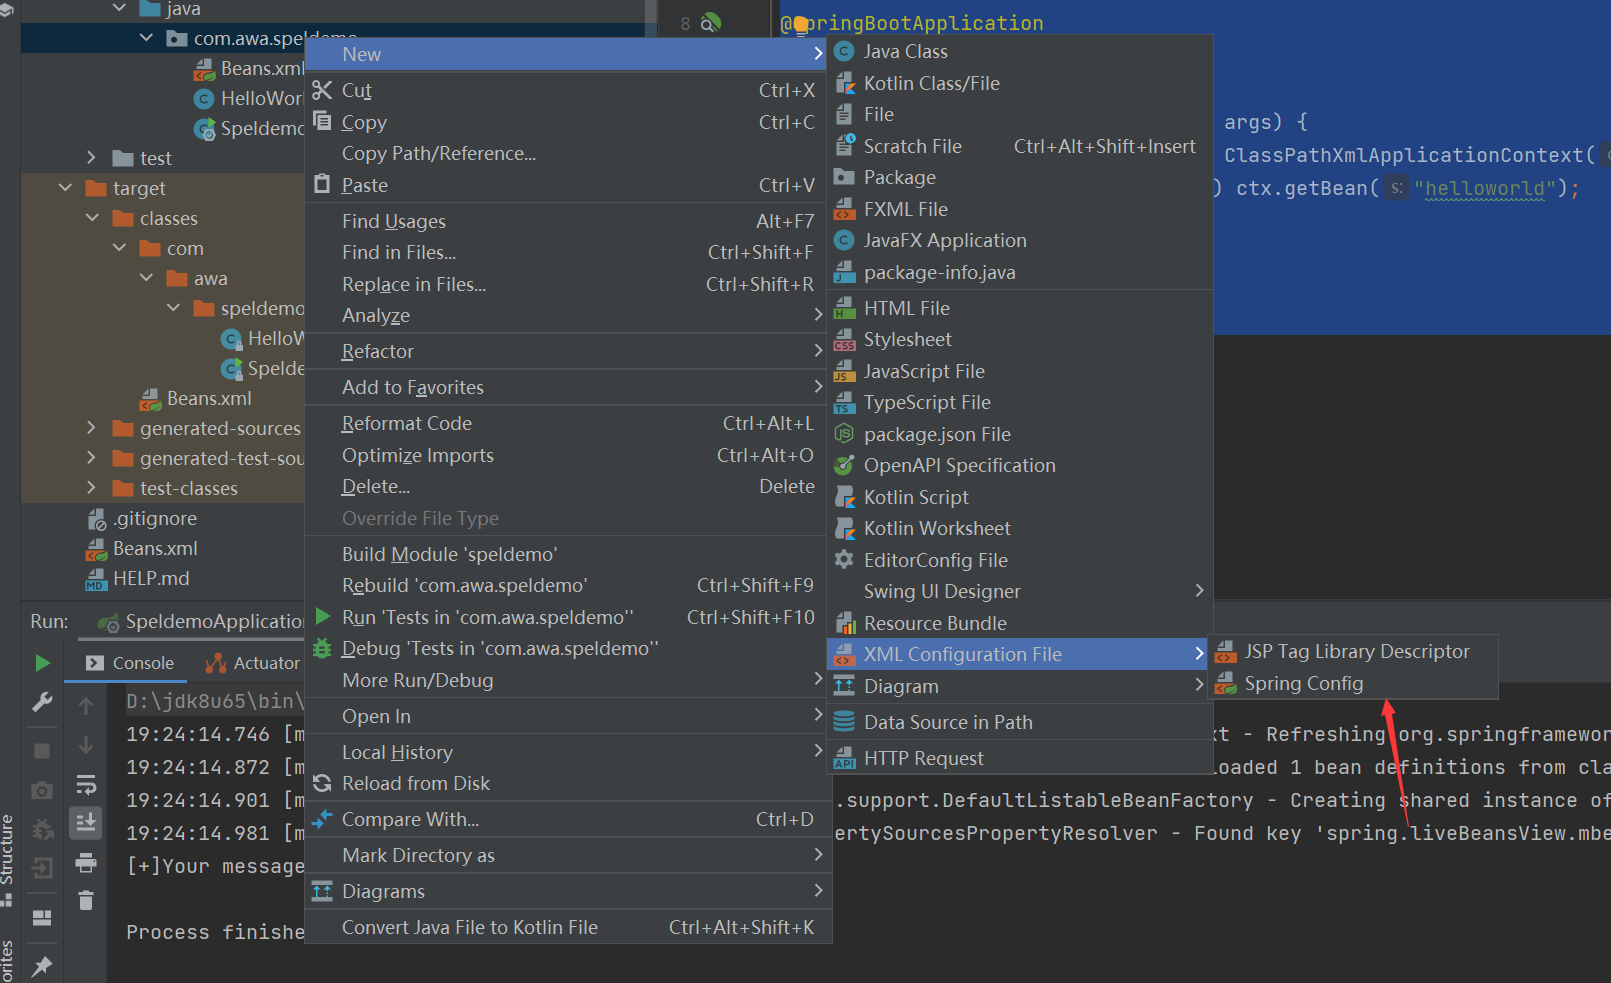 java
com.awa.speldemo
Beans.xml
HelloWor
Speldemo
test
target
classes
com
awa
speldemo
HelloW
Spelde
Beans.xml
generated-sources
generated-test-sou
test-classes
.gitignore
Beans.xml
HELP.md
New
Cut Ctrl+X
Copy Ctrl+C
Copy Path/Reference...
Paste Ctrl+V
Find Usages Alt+F7
Find in Files... Ctrl+Shift+F
Replace in Files... Ctrl+Shift+R
Analyze
Refactor
Add to Favorites
Reformat Code Ctrl+Alt+L
Optimize Imports Ctrl+Alt+O
Delete... Delete
Override File Type
Build Module 'speldemo'
Rebuild 'com.awa.speldemo' Ctrl+Shift+F9
Run 'Tests in 'com.awa.speldemo'' Ctrl+Shift+F10
Debug 'Tests in 'com.awa.speldemo''
More Run/Debug
Open In
Local History
Reload from Disk
Compare With... Ctrl+D
Mark Directory as
Diagrams
Convert Java File to Kotlin File Ctrl+Alt+Shift+K
8
@SpringBootApplication
args) {
ClassPathXmlApplicationContext(
) ctx.getBean( s: "helloworld");
Java Class
Kotlin Class/File
File
Scratch File Ctrl+Alt+Shift+Insert
Package
FXML File
JavaFX Application
package-info.java
HTML File
Stylesheet
JavaScript File
TypeScript File
package.json File
OpenAPI Specification
Kotlin Script
Kotlin Worksheet
EditorConfig File
Swing UI Designer
Resource Bundle
XML Configuration File
Diagram
Data Source in Path
HTTP Request
JSP Tag Library Descriptor
Spring Config
Run: SpeldemoApplication
Console Actuator
D:\jdk8u65\bin\
19:24:14.746 [m xt - Refreshing org.springframewor
19:24:14.872 [m oaded 1 bean definitions from cla
19:24:14.901 [m .support.DefaultListableBeanFactory - Creating shared instance of
19:24:14.981 [m ertySourcesPropertyResolver - Found key 'spring.liveBeansView.mbe
[+]Your message
Process finishe
Structure
orites